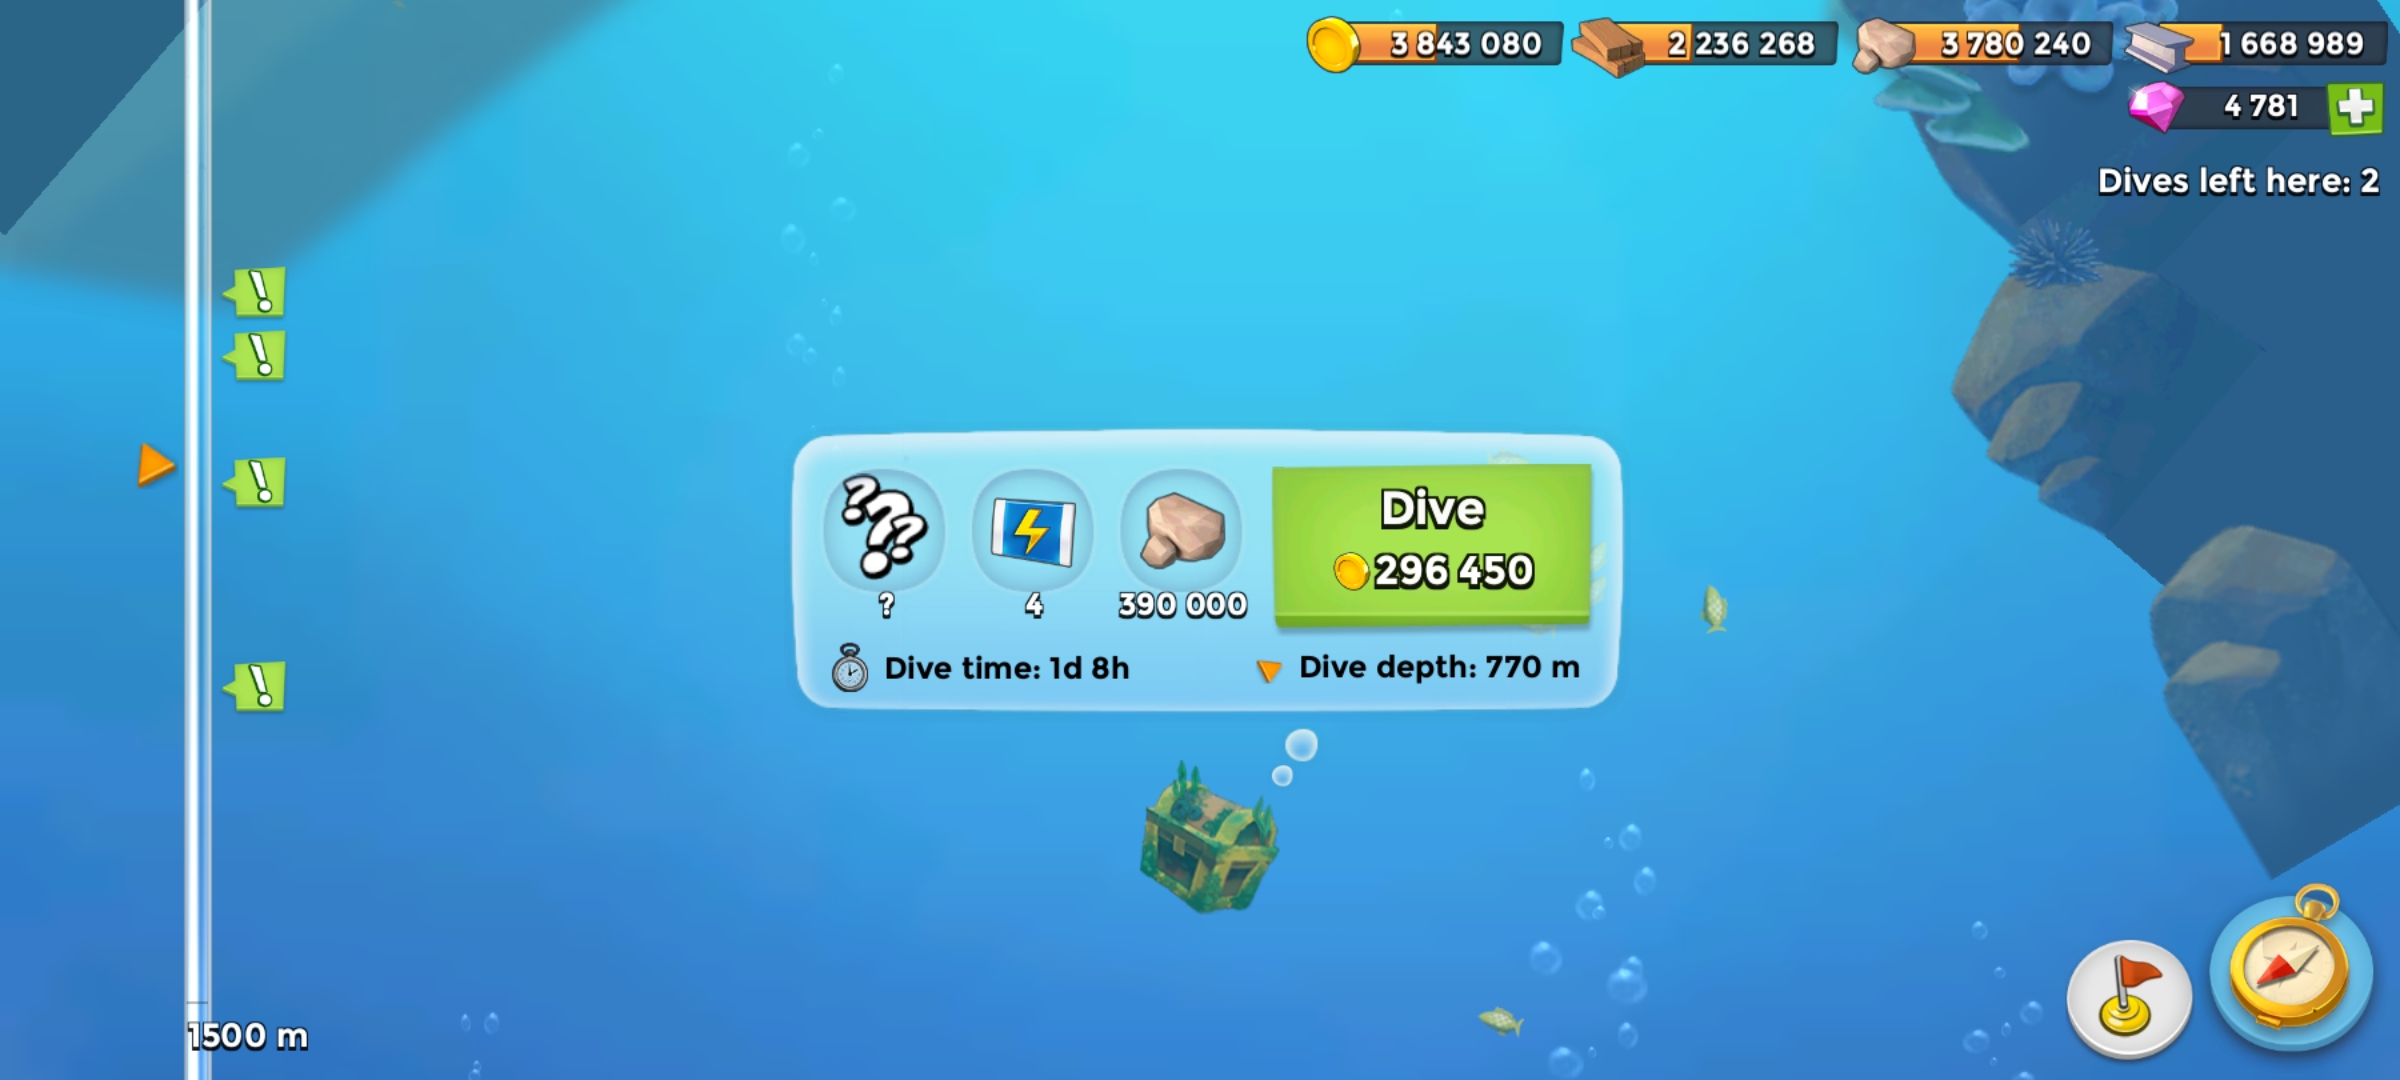 3 843 080
2 236 268
3 780 240
1 668 989
4 781
Dives left here: 2
Dive
296 450
?
4
390 000
Dive time: 1d 8h
Dive depth: 770 m
1500 m